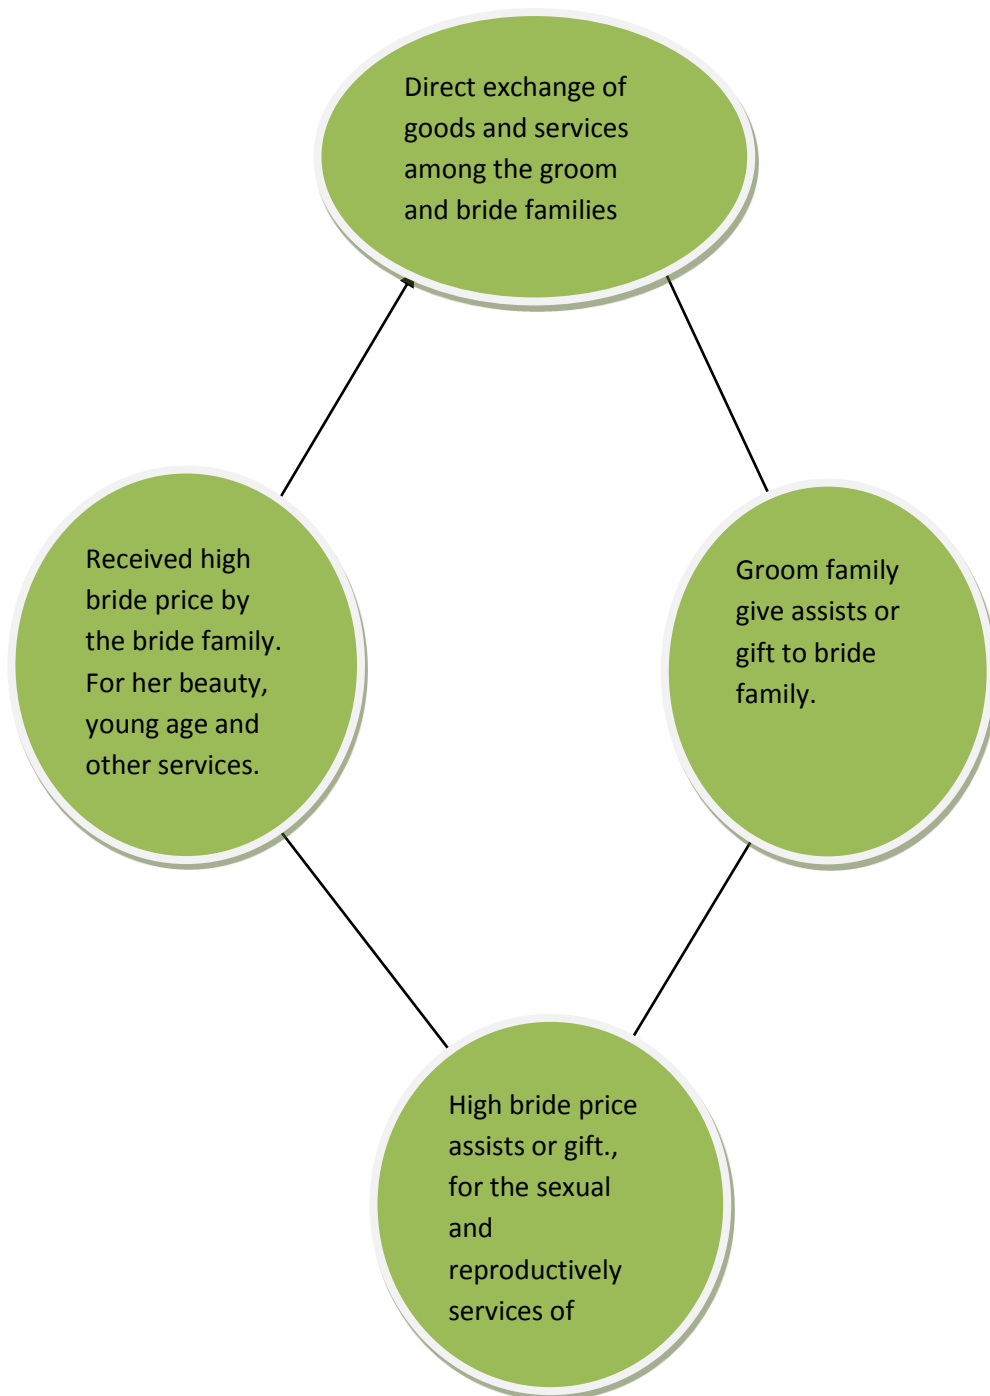 Direct exchange of
goods and services
among the groom
and bride families
Received high
bride price by
the bride family.
For her beauty,
young age and
other services.
Groom family
give assists or
gift to bride
family.
High bride price
assists or gift.,
for the sexual
and
reproductively
services of